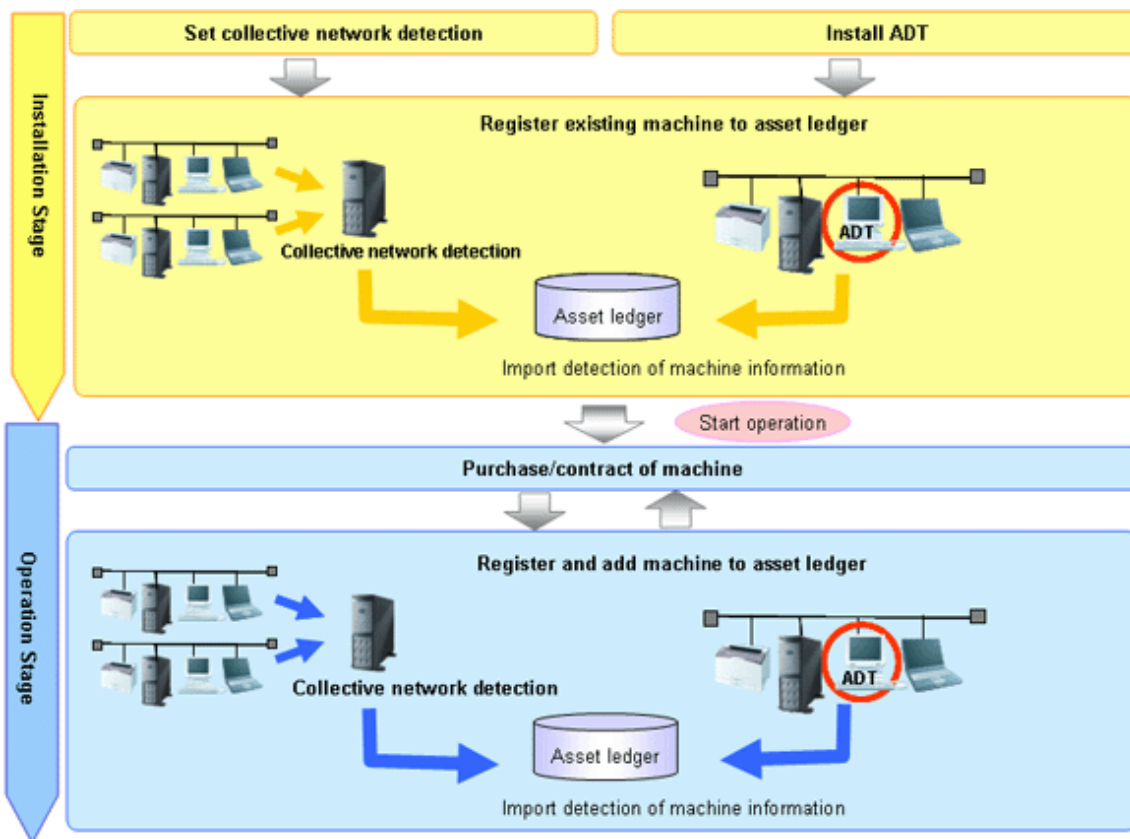 Set collective network detection
Install ADT
Installation Stage
Register existing machine to asset ledger
ADT
Collective network detection
Asset ledger
Import detection of machine information
Start operation
Purchase/contract of machine
Operation Stage
Register and add machine to asset ledger
ADT
Collective network detection
Asset ledger
Import detection of machine information